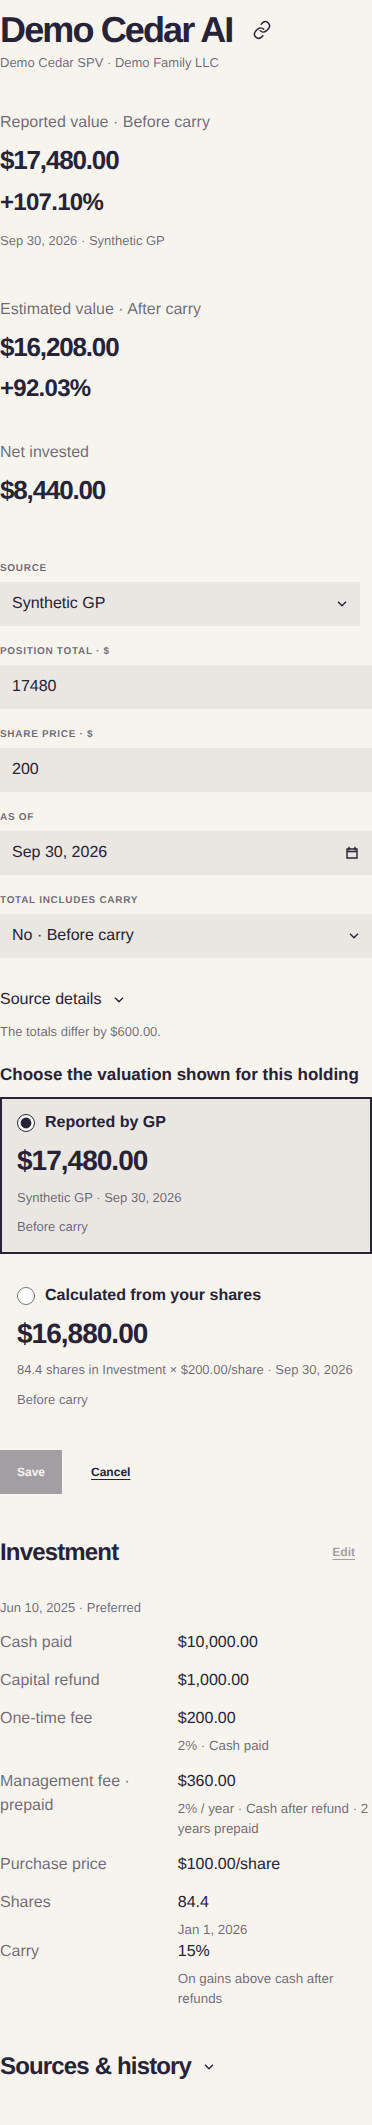 Demo Cedar AI
Demo Cedar SPV · Demo Family LLC
Reported value · Before carry
$17,480.00
+107.10%
Sep 30, 2026 · Synthetic GP
Estimated value · After carry
$16,208.00
+92.03%
Net invested
$8,440.00
SOURCE
Synthetic GP
POSITION TOTAL · $
17480
SHARE PRICE · $
200
AS OF
Sep 30, 2026
TOTAL INCLUDES CARRY
No · Before carry
Source details
The totals differ by $600.00.
Choose the valuation shown for this holding
Reported by GP
$17,480.00
Synthetic GP · Sep 30, 2026
Before carry
Calculated from your shares
$16,880.00
84.4 shares in Investment × $200.00/share · Sep 30, 2026
Before carry
Save Cancel
Investment Edit
Jun 10, 2025 · Preferred
Cash paid $10,000.00
Capital refund $1,000.00
One-time fee $200.00
2% · Cash paid
Management fee · $360.00
prepaid 2% / year · Cash after refund · 2
years prepaid
Purchase price $100.00/share
Shares 84.4
Jan 1, 2026
Carry 15%
On gains above cash after
refunds
Sources & history